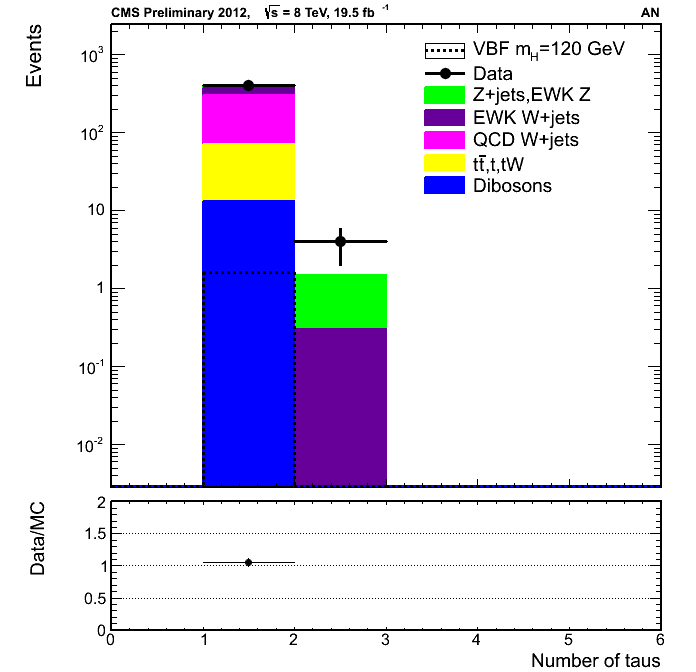 CMS Preliminary 2012, √s = 8 TeV, 19.5 fb⁻¹ AN
Events
VBF m_H=120 GeV
Data
Z+jets,EWK Z
EWK W+jets
QCD W+jets
tt̄,t,tW
Dibosons
10³
10²
10
1
10⁻¹
10⁻²
Data/MC
2
1.5
1
0.5
0
0 1 2 3 4 5 6
Number of taus